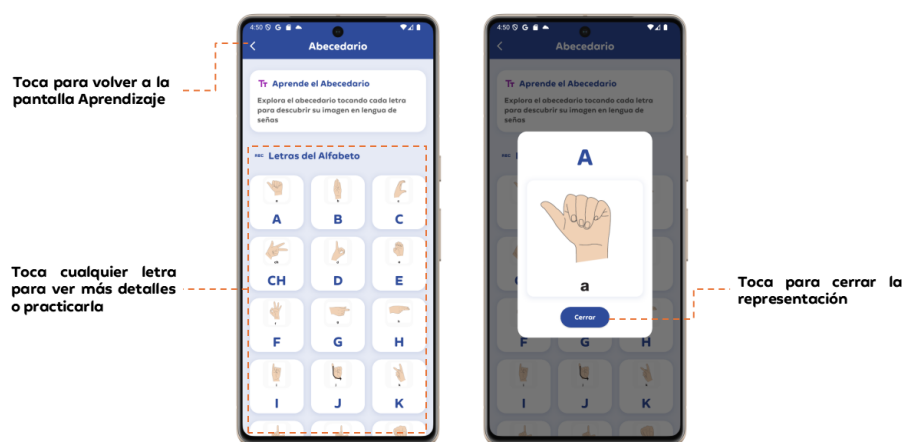 4:50
Abecedario
Toca para volver a la
pantalla Aprendizaje
Tr Aprende el Abecedario
Explora el abecedario tocando cada letra
para descubrir su imagen en lengua de
señas
Letras del Alfabeto
A B C
CH D E
F G H
I J K
Toca cualquier letra
para ver más detalles
o practicarla
4:50
Abecedario
Tr Aprende el Abecedario
Explora el abecedario tocando cada letra
para descubrir su imagen en lengua de
señas
A
a
Cerrar
F G H
I J K
Toca para cerrar la
representación